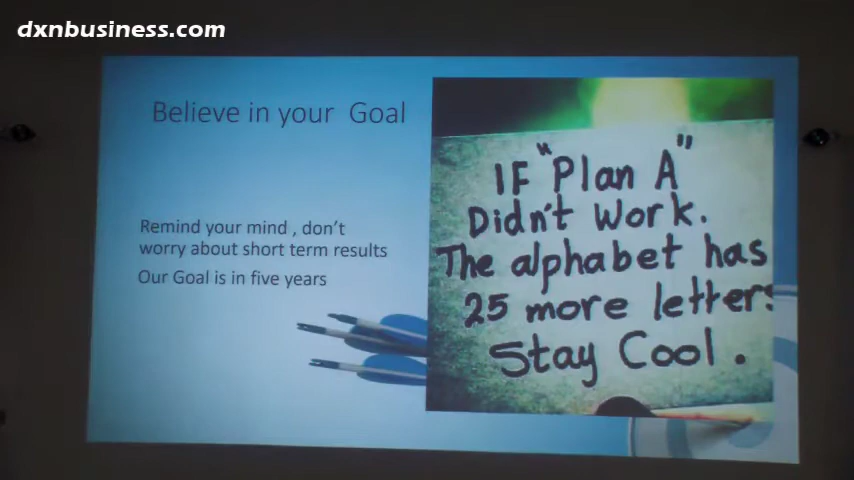 dxnbusiness.com
Believe in your Goal
Remind your mind , don't
worry about short term results
Our Goal is in five years
IF "Plan A"
Didn't Work.
The alphabet has
25 more letters
Stay Cool .